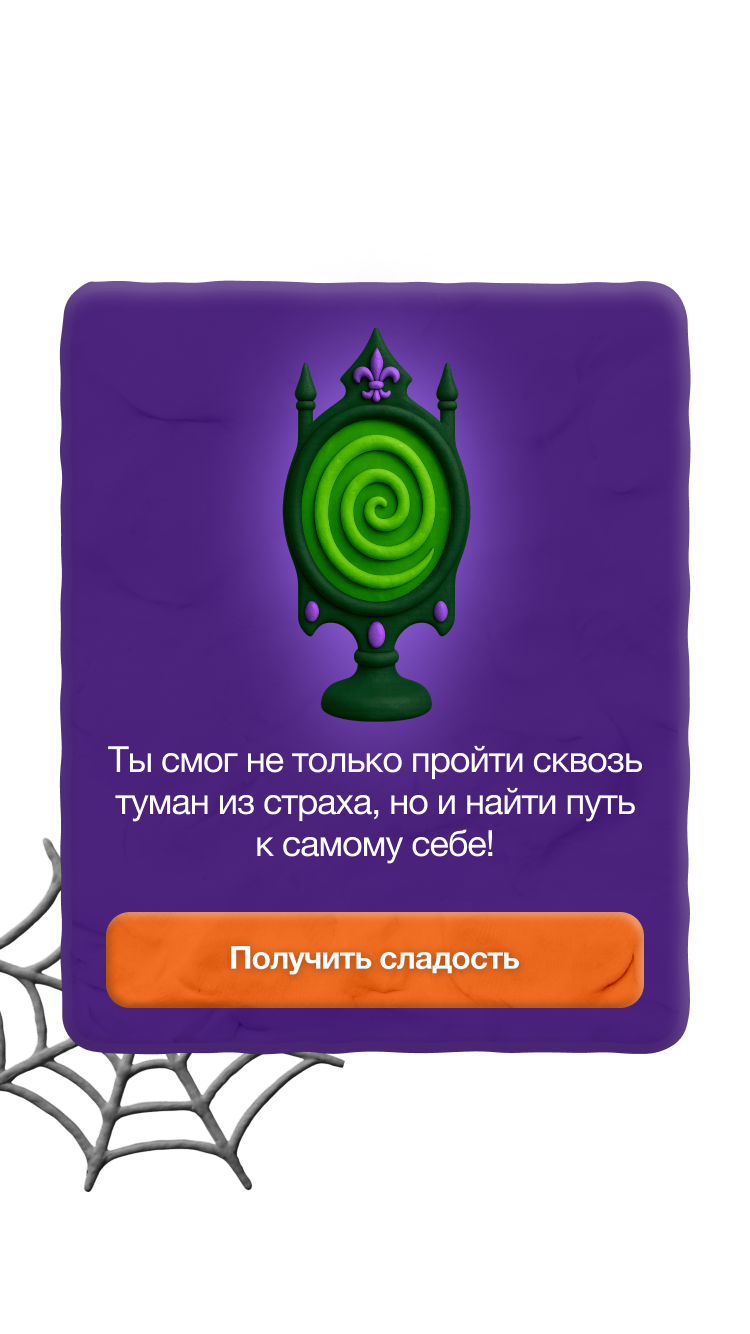 Ты смог не только пройти сквозь
туман из страха, но и найти путь
к самому себе!
Получить сладость